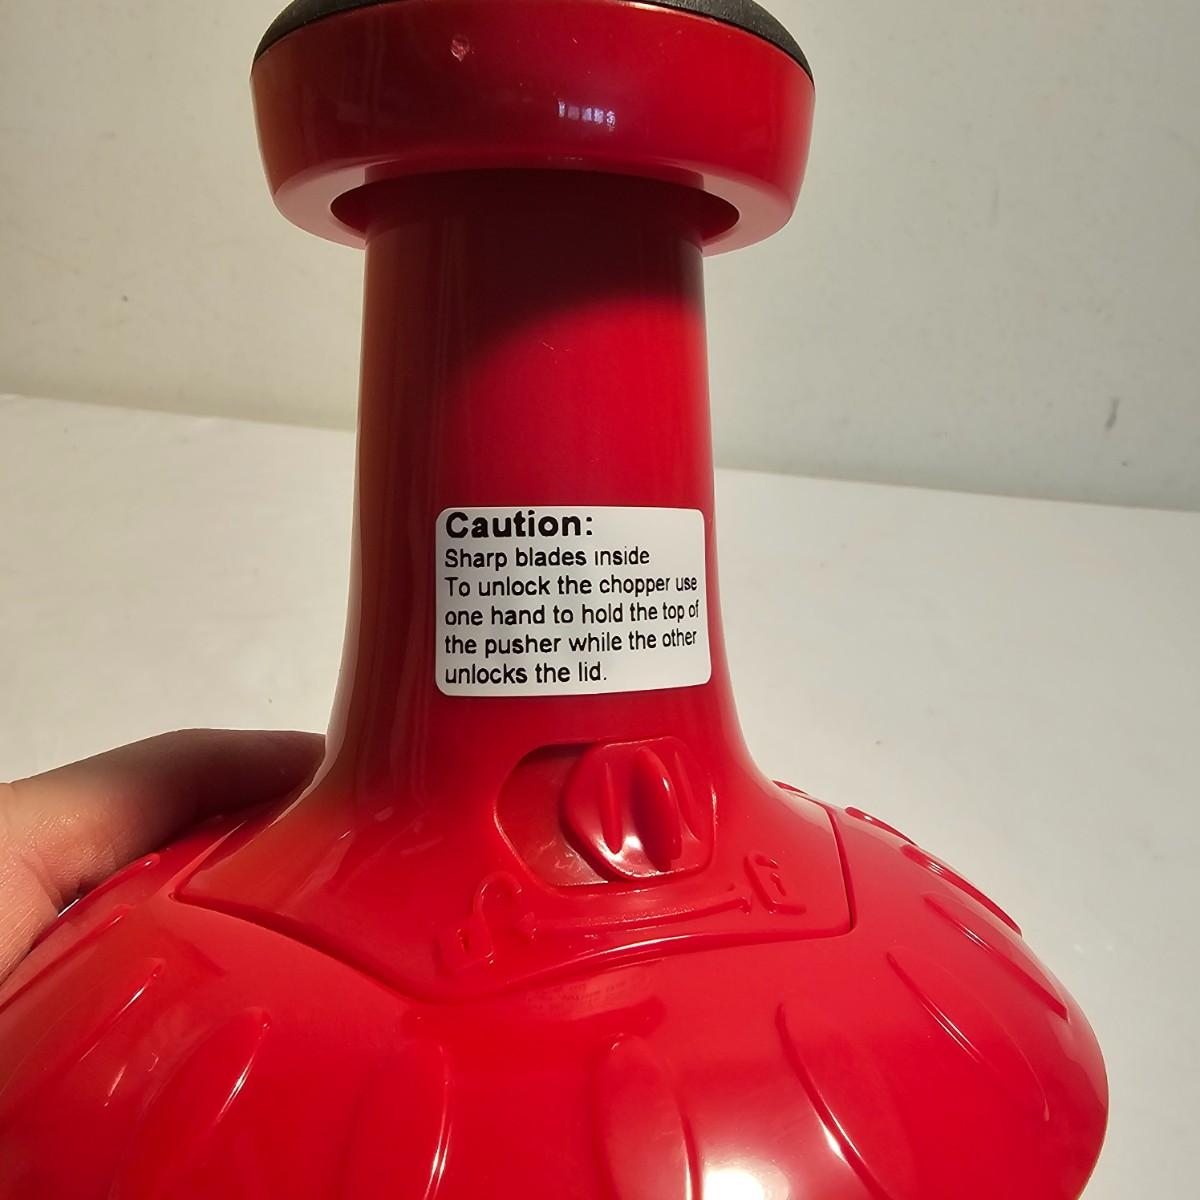 Caution:
Sharp blades inside
To unlock the chopper use
one hand to hold the top of
the pusher while the other
unlocks the lid.